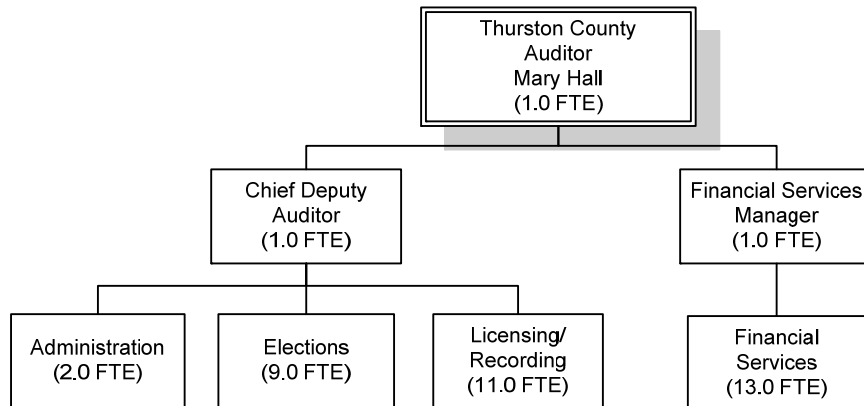 Thurston County
Auditor
Mary Hall
(1.0 FTE)
Chief Deputy
Auditor
(1.0 FTE)
Financial Services
Manager
(1.0 FTE)
Administration
(2.0 FTE)
Elections
(9.0 FTE)
Licensing/
Recording
(11.0 FTE)
Financial
Services
(13.0 FTE)